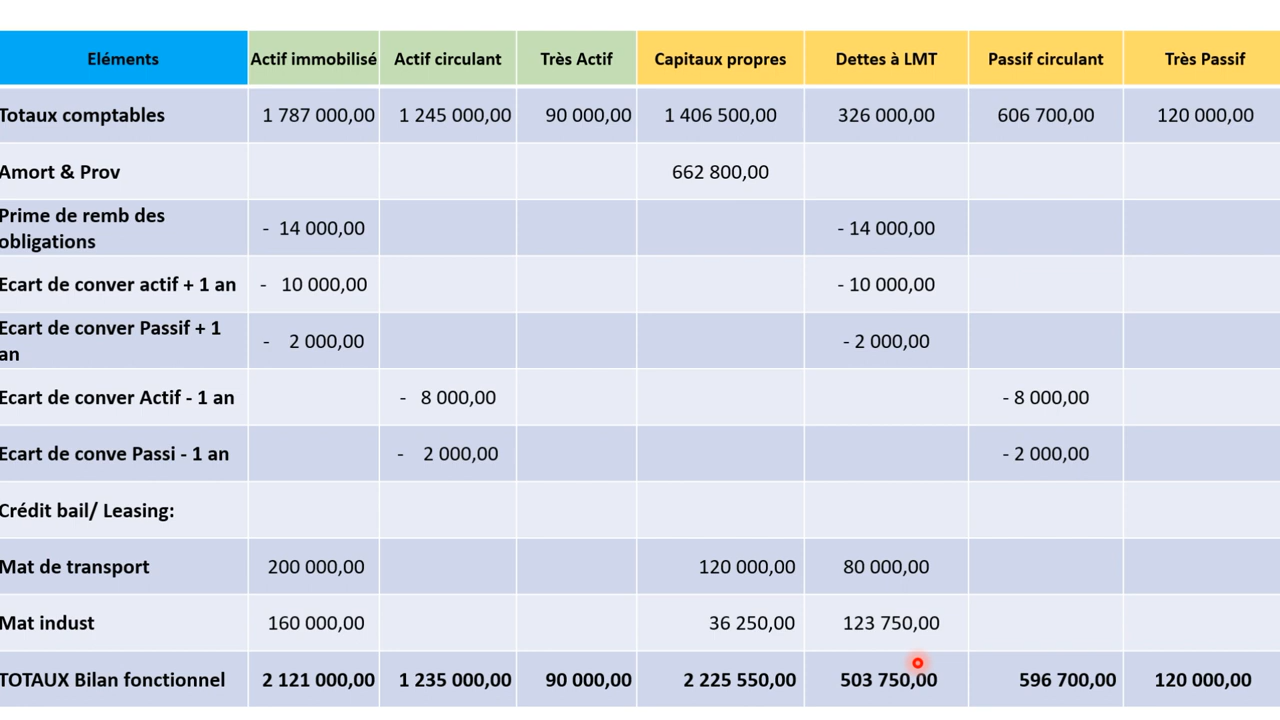 Eléments Actif immobilisé Actif circulant Très Actif Capitaux propres Dettes à LMT Passif circulant Très Passif
Totaux comptables 1 787 000,00 1 245 000,00 90 000,00 1 406 500,00 326 000,00 606 700,00 120 000,00
Amort & Prov 662 800,00
Prime de remb des
obligations - 14 000,00 - 14 000,00
Ecart de conver actif + 1 an - 10 000,00 - 10 000,00
Ecart de conver Passif + 1
an - 2 000,00 - 2 000,00
Ecart de conver Actif - 1 an - 8 000,00 - 8 000,00
Ecart de conve Passi - 1 an - 2 000,00 - 2 000,00
Crédit bail/ Leasing:
Mat de transport 200 000,00 120 000,00 80 000,00
Mat indust 160 000,00 36 250,00 123 750,00
TOTAUX Bilan fonctionnel 2 121 000,00 1 235 000,00 90 000,00 2 225 550,00 503 750,00 596 700,00 120 000,00